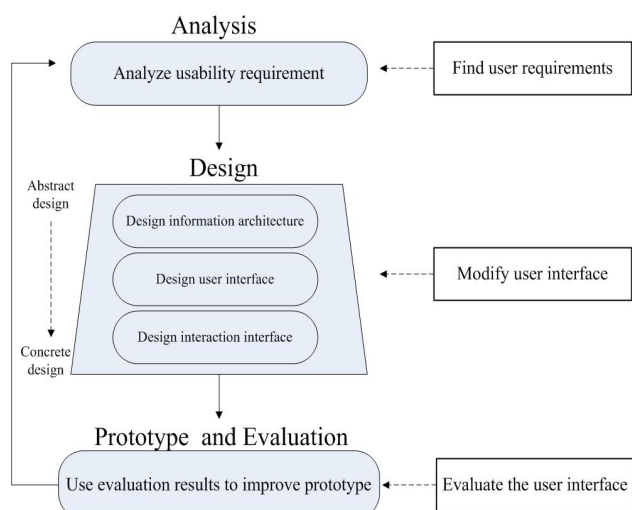 Analysis
Analyze usability requirement
Find user requirements
Design
Abstract
design
Design information architecture
Design user interface
Modify user interface
Design interaction interface
Concrete
design
Prototype and Evaluation
Use evaluation results to improve prototype
Evaluate the user interface